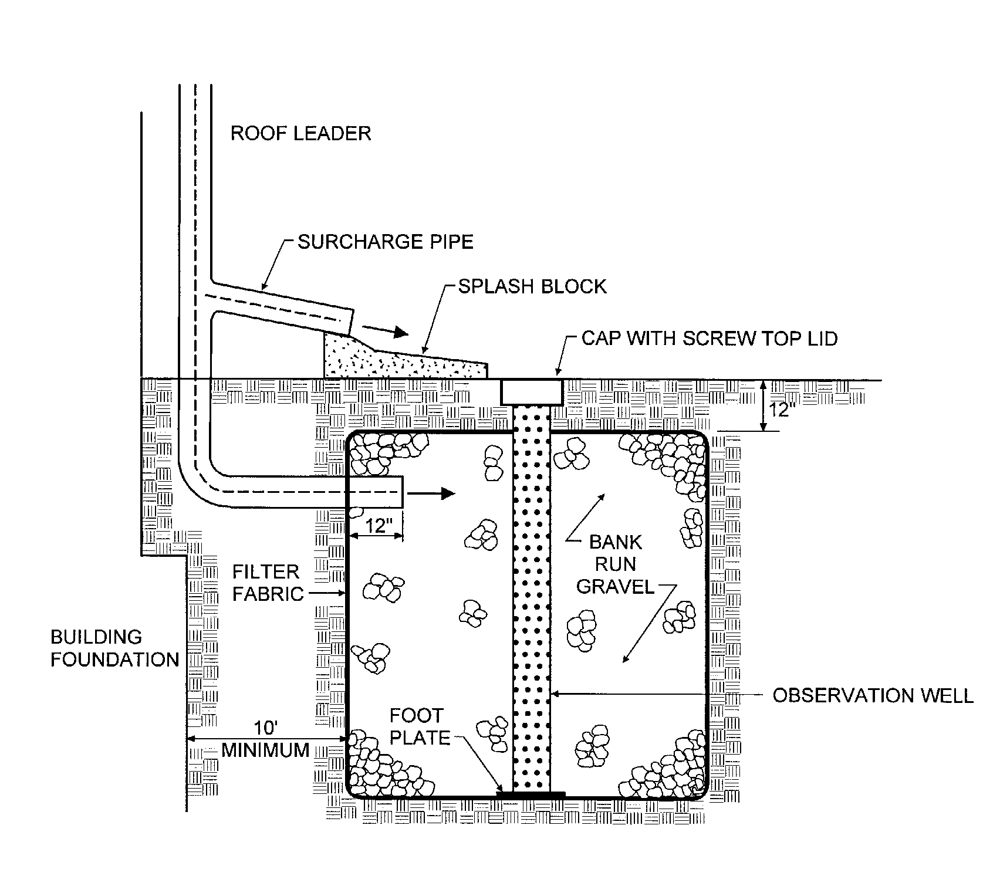 ROOF LEADER
SURCHARGE PIPE
SPLASH BLOCK
CAP WITH SCREW TOP LID
12"
12"
BANK
RUN
GRAVEL
FILTER
FABRIC
BUILDING
FOUNDATION
OBSERVATION WELL
FOOT
PLATE
10'
MINIMUM